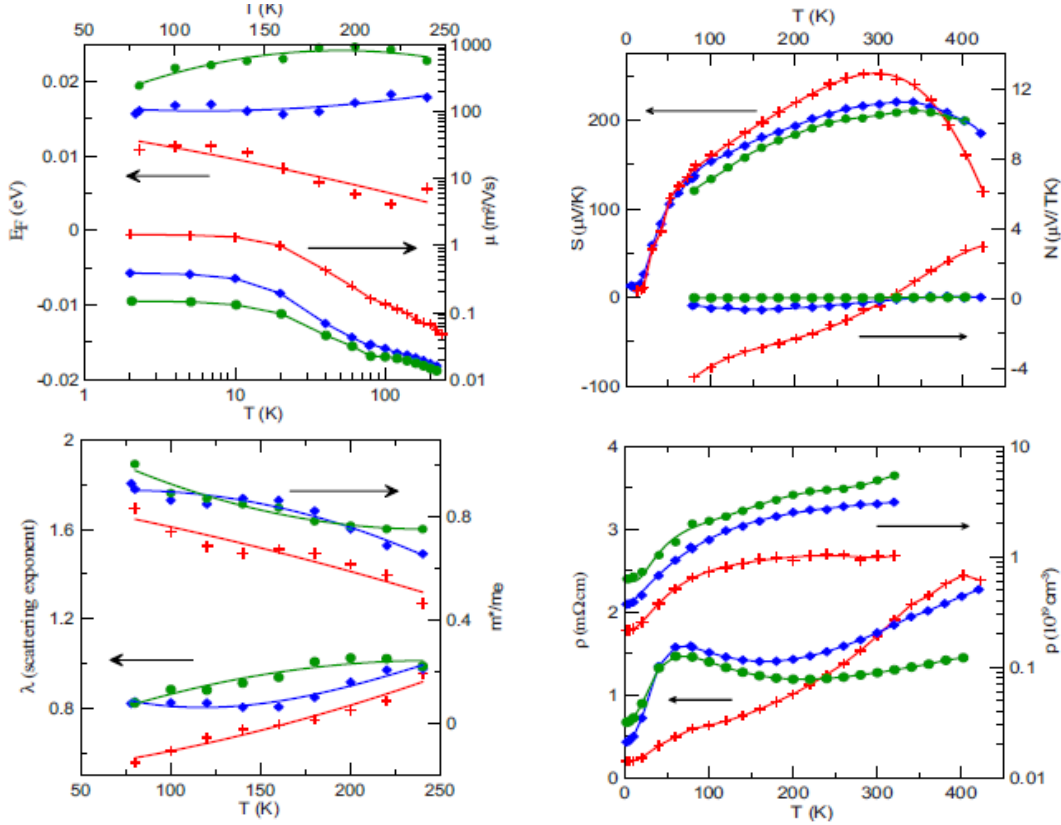 T (K)
50 100 150 200 250
0.02
0.01
0
-0.01
-0.02
E_F (eV)
1000
100
10
1
0.1
0.01
μ (m²/Vs)
1 10 100
T (K)
T (K)
0 100 200 300 400
200
100
0
-100
S (μV/K)
12
8
4
0
-4
N (μV/TK)
2
1.6
1.2
0.8
λ (scattering exponent)
0.8
0.4
0
m*/mₑ
50 100 150 200 250
T (K)
4
3
2
1
0
ρ (mΩcm)
10
1
0.1
0.01
p (10¹⁹ cm⁻³)
0 100 200 300 400
T (K)